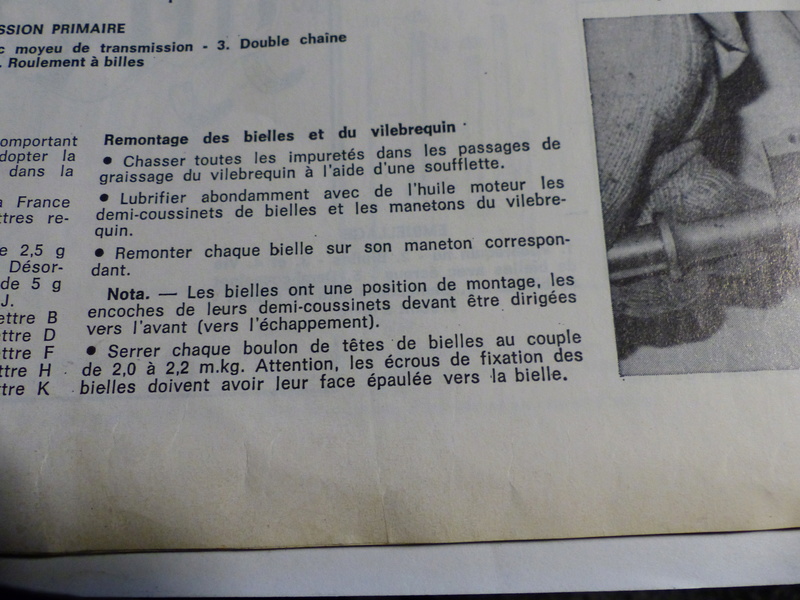 SSION PRIMAIRE
c moyeu de transmission - 3. Double chaîne
. Roulement à billes
omportant
dopter la
dans la
a France
ttres re-
e 2,5 g
Désor-
de 5 g
J.
ettre B
ettre D
ttre F
ttre H
tre K
Remontage des bielles et du vilebrequin
● Chasser toutes les impuretés dans les passages de
graissage du vilebrequin à l'aide d'une soufflette.
● Lubrifier abondamment avec de l'huile moteur les
demi-coussinets de bielles et les manetons du vilebre-
quin.
● Remonter chaque bielle sur son maneton correspon-
dant.
Nota. — Les bielles ont une position de montage, les
encoches de leurs demi-coussinets devant être dirigées
vers l'avant (vers l'échappement).
● Serrer chaque boulon de têtes de bielles au couple
de 2,0 à 2,2 m.kg. Attention, les écrous de fixation des
bielles doivent avoir leur face épaulée vers la bielle.